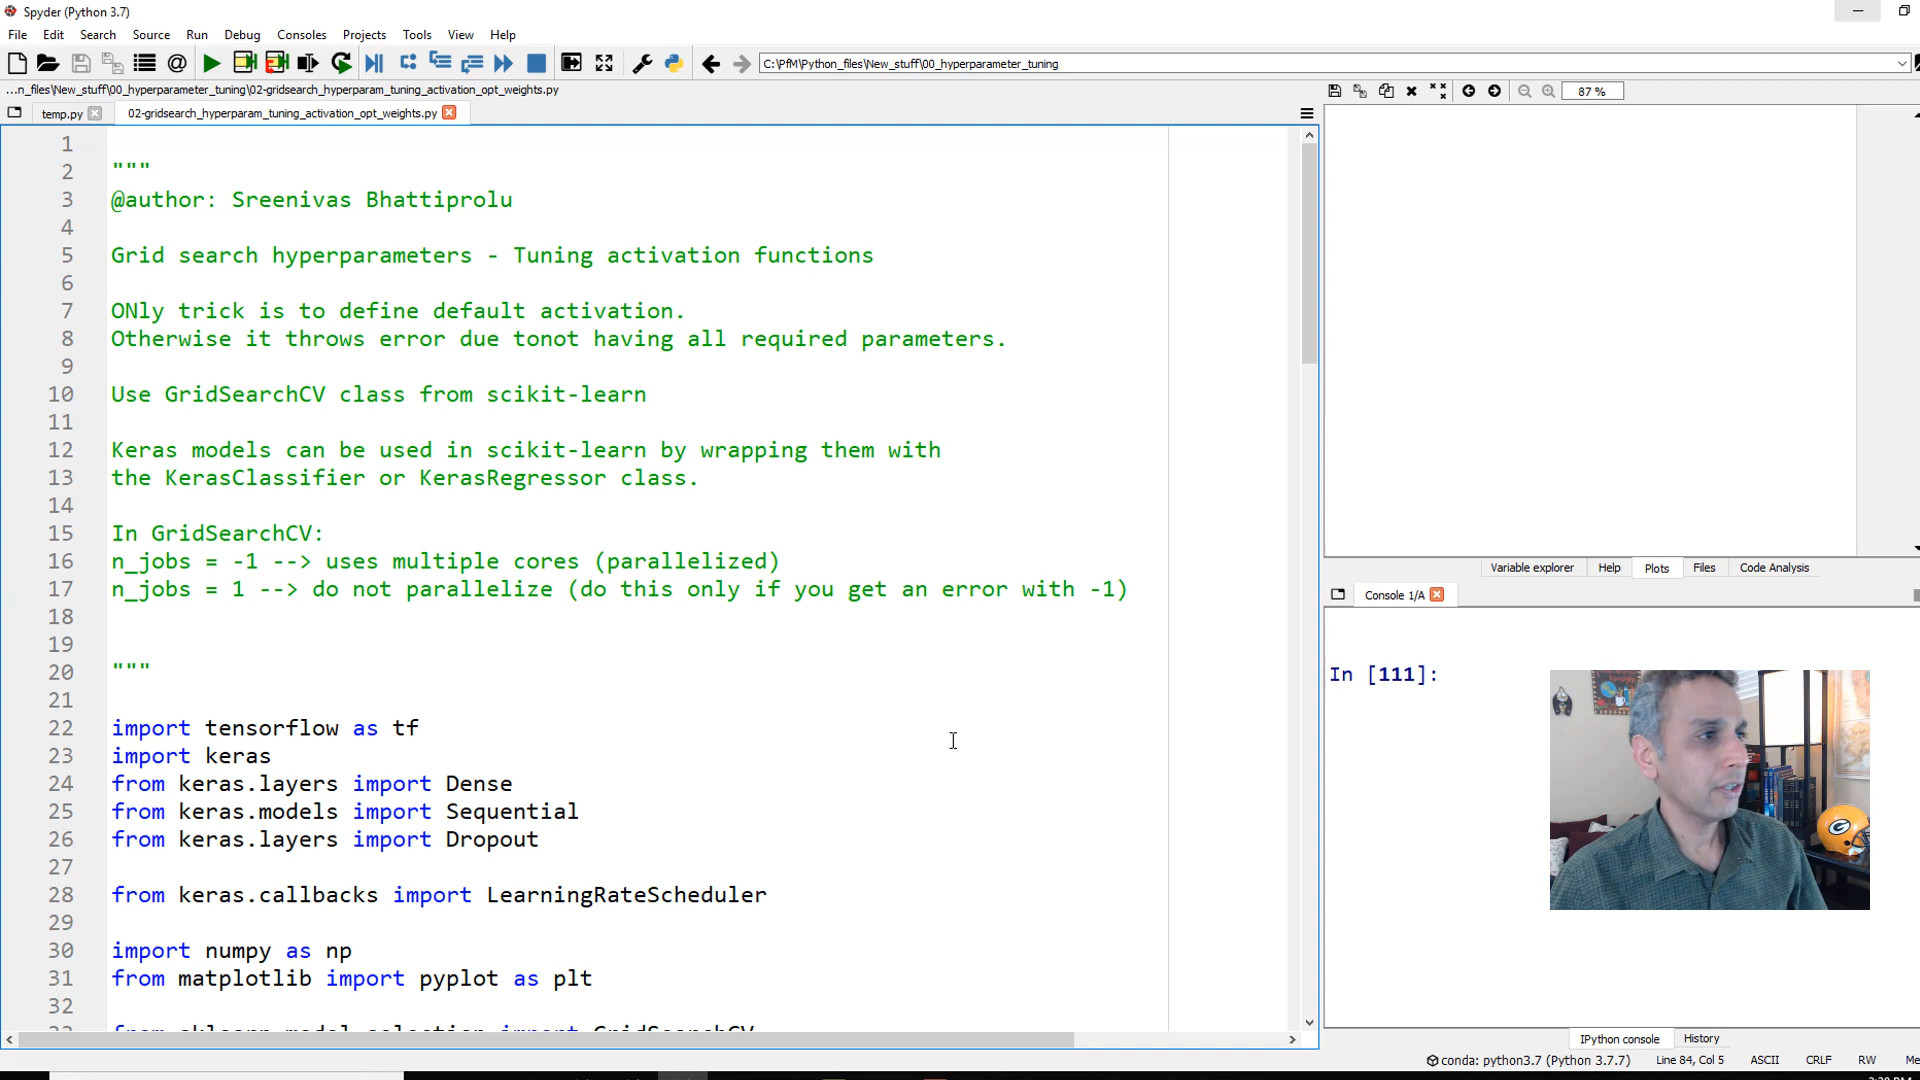 Spyder (Python 3.7)
File Edit Search Source Run Debug Consoles Projects Tools View Help
C:\PfM\Python_files\New_stuff\00_hyperparameter_tuning
...n_files\New_stuff\00_hyperparameter_tuning\02-gridsearch_hyperparam_tuning_activation_opt_weights.py
87 %
temp.py 02-gridsearch_hyperparam_tuning_activation_opt_weights.py
1
2 """
3 @author: Sreenivas Bhattiprolu
4
5 Grid search hyperparameters - Tuning activation functions
6
7 ONly trick is to define default activation.
8 Otherwise it throws error due tonot having all required parameters.
9
10 Use GridSearchCV class from scikit-learn
11
12 Keras models can be used in scikit-learn by wrapping them with
13 the KerasClassifier or KerasRegressor class.
14
15 In GridSearchCV:
16 n_jobs = -1 --> uses multiple cores (parallelized)
17 n_jobs = 1 --> do not parallelize (do this only if you get an error with -1)
18
19
20 """
21
22 import tensorflow as tf
23 import keras
24 from keras.layers import Dense
25 from keras.models import Sequential
26 from keras.layers import Dropout
27
28 from keras.callbacks import LearningRateScheduler
29
30 import numpy as np
31 from matplotlib import pyplot as plt
32
33 from sklearn.model_selection import GridSearchCV
Variable explorer Help Plots Files Code Analysis
Console 1/A
In [111]:
IPython console History
conda: python3.7 (Python 3.7.7) Line 84, Col 5 ASCII CRLF RW